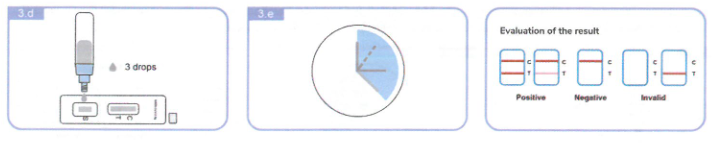 3.d
3 drops
3.e
Evaluation of the result
C
T
C
T
C
T
Positive
Negative
Invalid